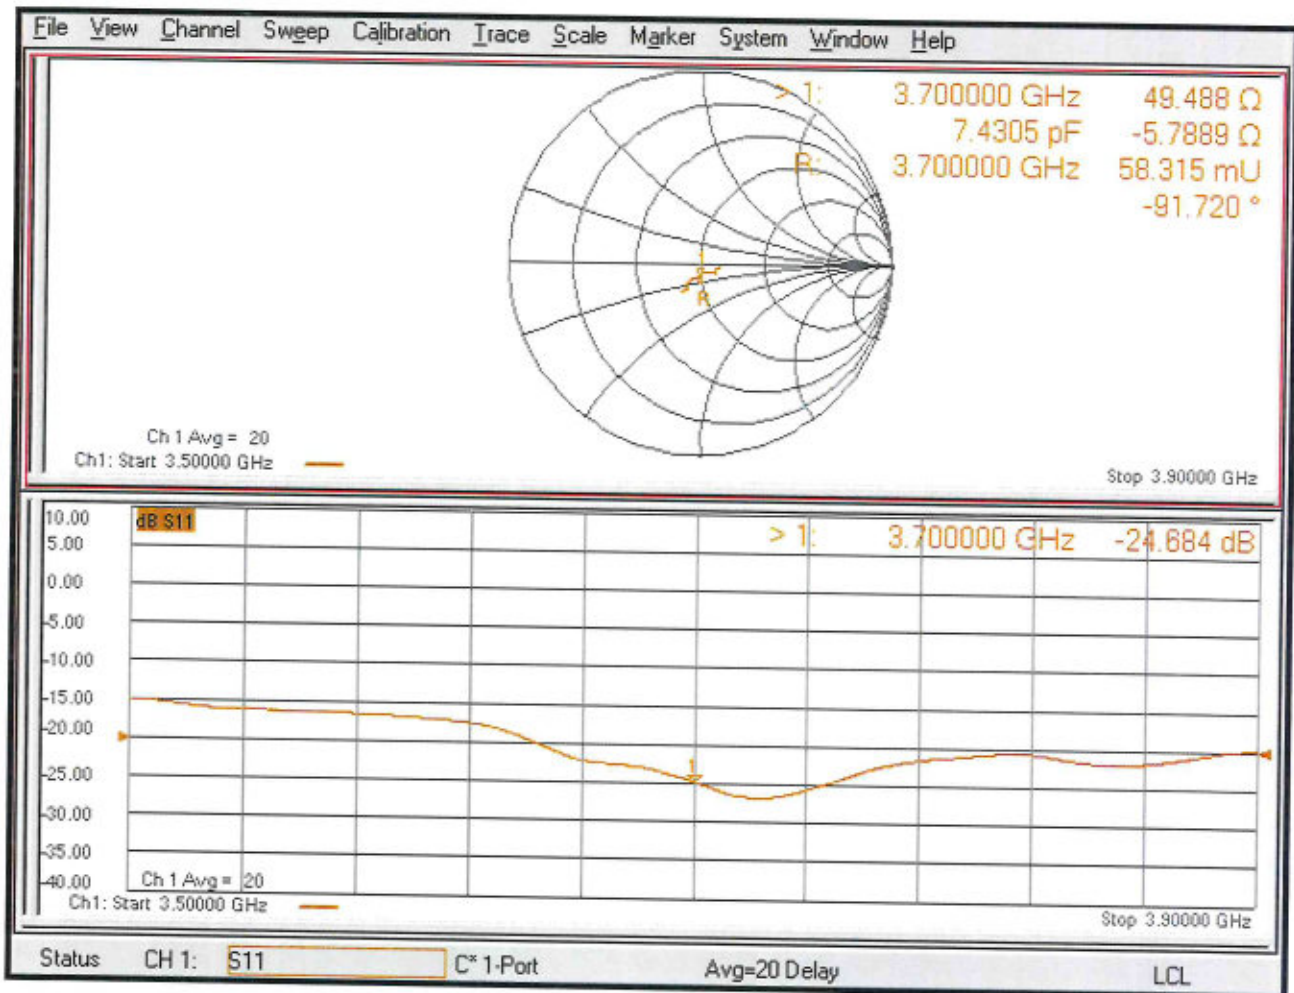 File View Channel Sweep Calibration Trace Scale Marker System Window Help
> 1: 3.700000 GHz 49.488 Ω
7.4305 pF -5.7889 Ω
R: 3.700000 GHz 58.315 mU
-91.720 °
1
R
Ch 1 Avg = 20
Ch1: Start 3.50000 GHz
Stop 3.90000 GHz
10.00
dB S11
> 1: 3.700000 GHz -24.684 dB
5.00
0.00
-5.00
-10.00
-15.00
-20.00
-25.00
-30.00
-35.00
-40.00
1
Ch 1 Avg = 20
Ch1: Start 3.50000 GHz
Stop 3.90000 GHz
Status CH 1: S11 C* 1-Port Avg=20 Delay LCL